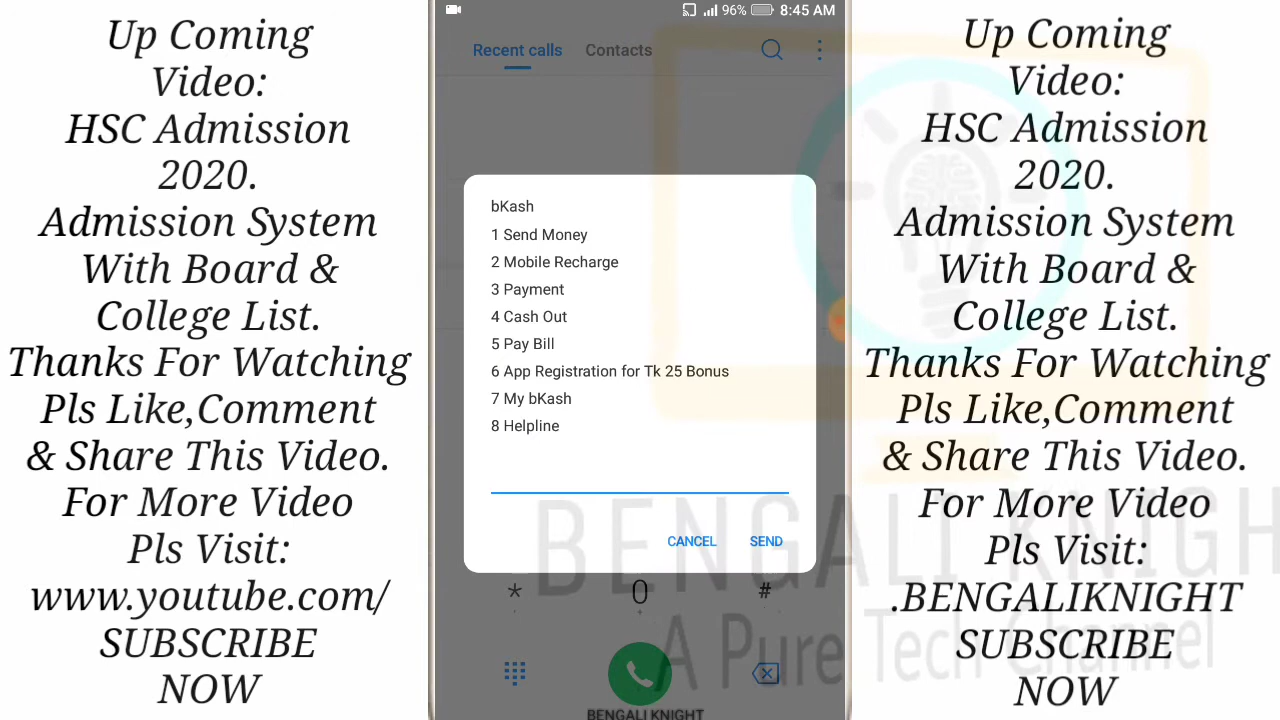 Up Coming
Video:
HSC Admission
2020.
Admission System
With Board &
College List.
Thanks For Watching
Pls Like,Comment
& Share This Video.
For More Video
Pls Visit:
www.youtube.com/
SUBSCRIBE
NOW
96% 8:45 AM
Recent calls Contacts
bKash
1 Send Money
2 Mobile Recharge
3 Payment
4 Cash Out
5 Pay Bill
6 App Registration for Tk 25 Bonus
7 My bKash
8 Helpline
CANCEL SEND
* 0 #
+
BENGALI KNIGHT
BENGALI KNIGH
A Pure Tech Channel
Up Coming
Video:
HSC Admission
2020.
Admission System
With Board &
College List.
Thanks For Watching
Pls Like,Comment
& Share This Video.
For More Video
Pls Visit:
.BENGALIKNIGHT
SUBSCRIBE
NOW